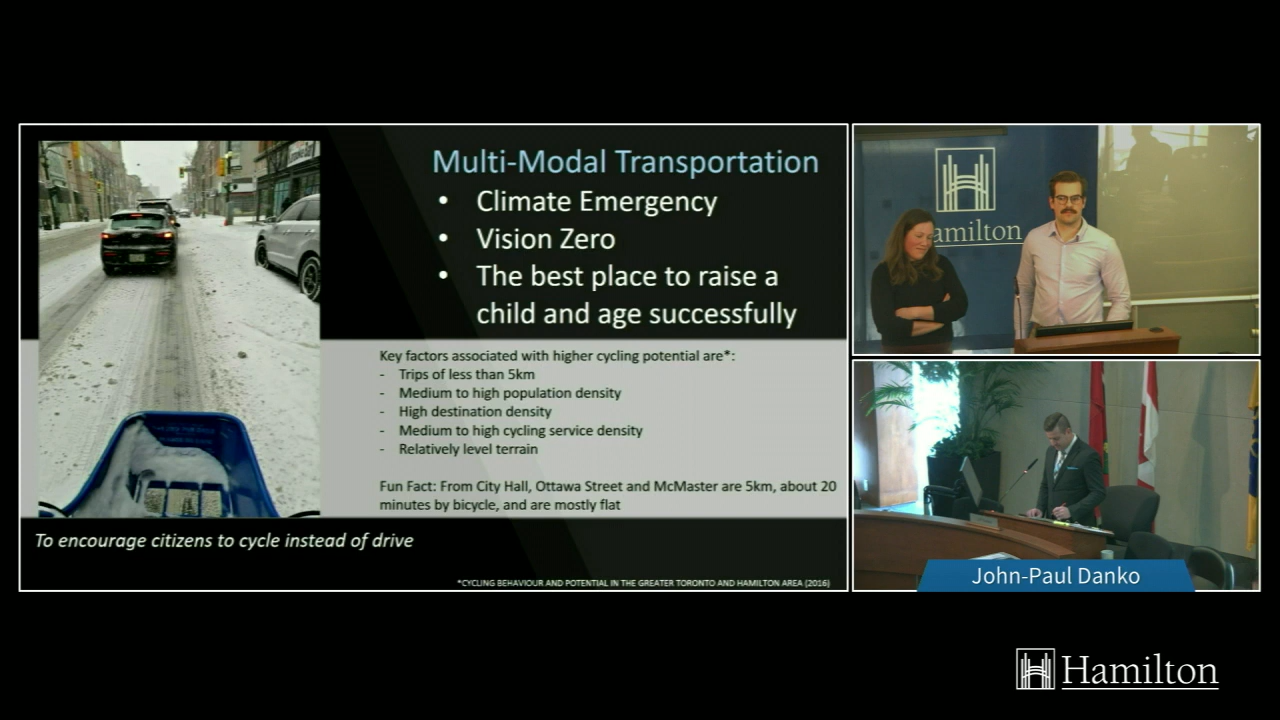 Multi-Modal Transportation
• Climate Emergency
• Vision Zero
• The best place to raise a
child and age successfully
Key factors associated with higher cycling potential are*:
- Trips of less than 5km
- Medium to high population density
- High destination density
- Medium to high cycling service density
- Relatively level terrain
Fun Fact: From City Hall, Ottawa Street and McMaster are 5km, about 20
minutes by bicycle, and are mostly flat
To encourage citizens to cycle instead of drive
*CYCLING BEHAVIOUR AND POTENTIAL IN THE GREATER TORONTO AND HAMILTON AREA (2016)
amilton
John-Paul Danko
Hamilton